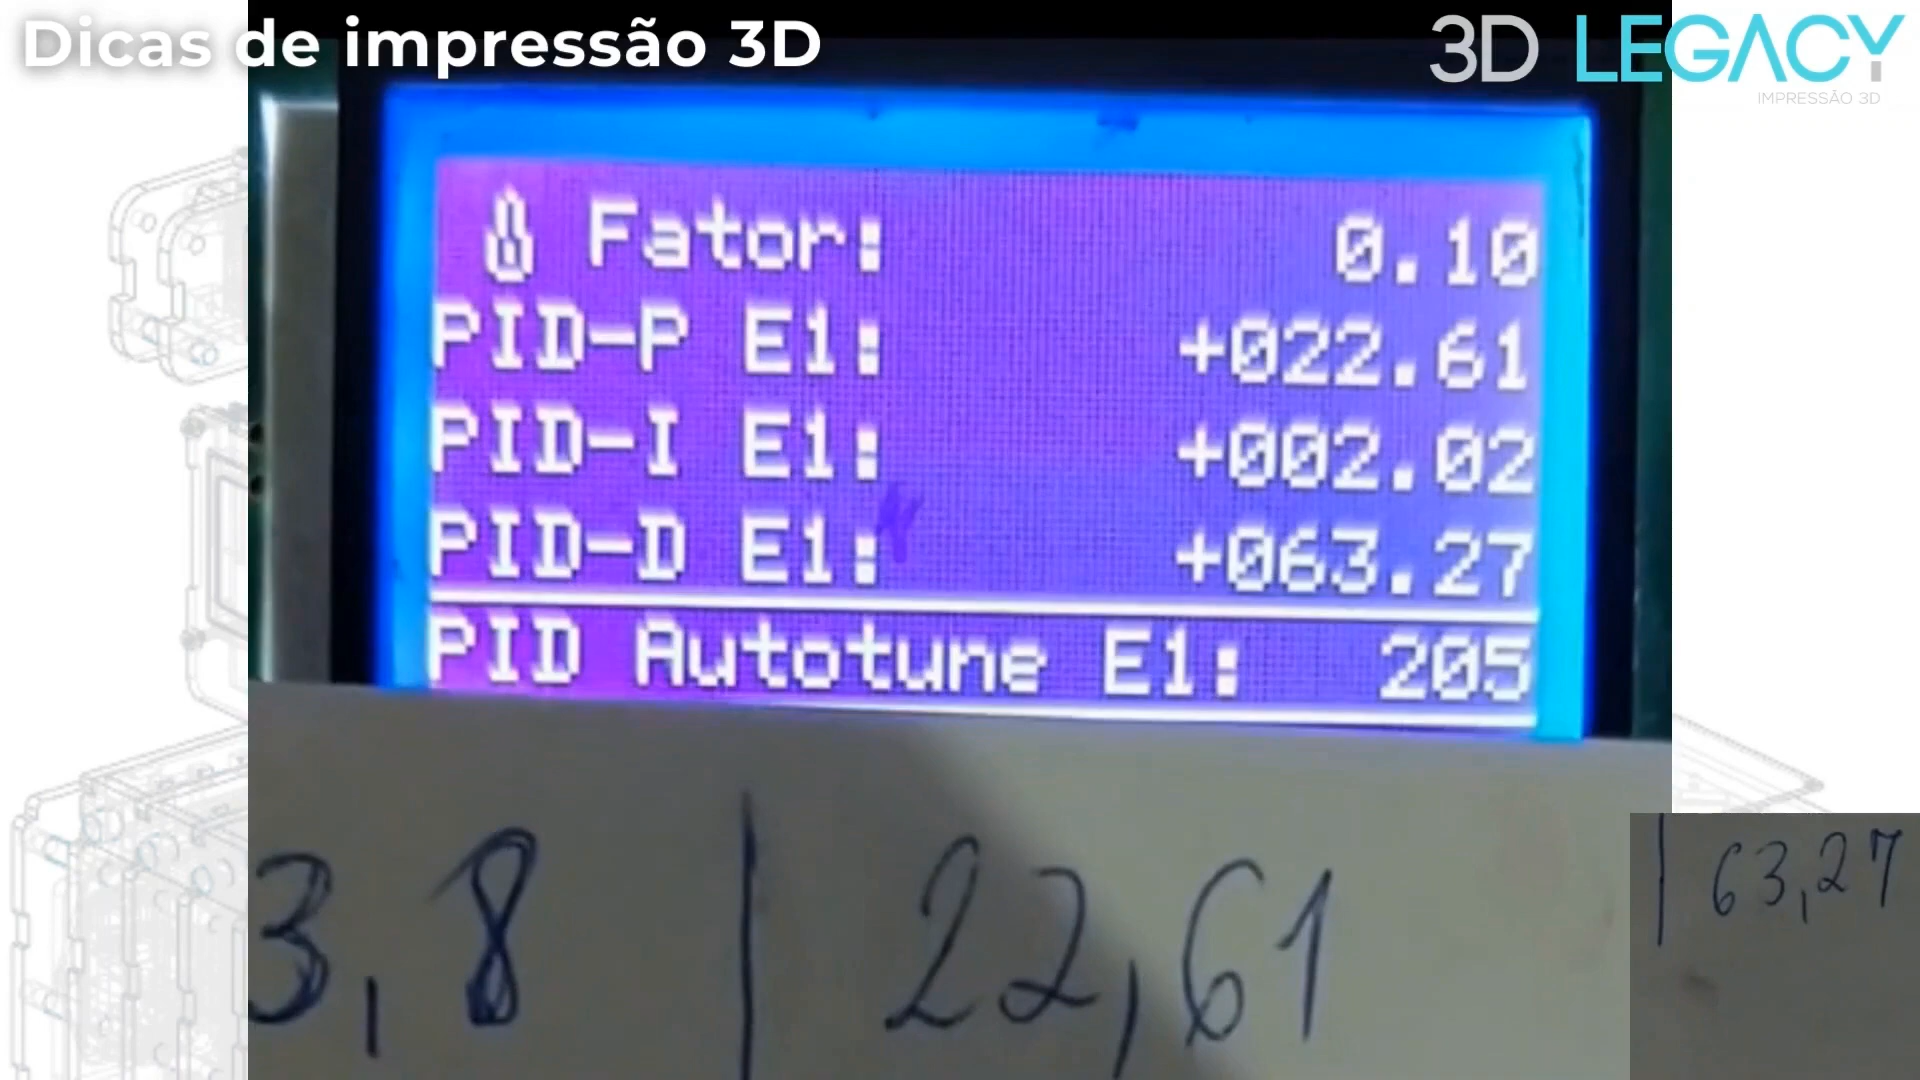 Dicas de impressão 3D
3D LEGACY
IMPRESSÃO 3D
Fator: 0.10
PID-P E1: +022.61
PID-I E1: +002.02
PID-D E1: +063.27
PID Autotune E1: 205
3,8 | 22,61
| 63,27